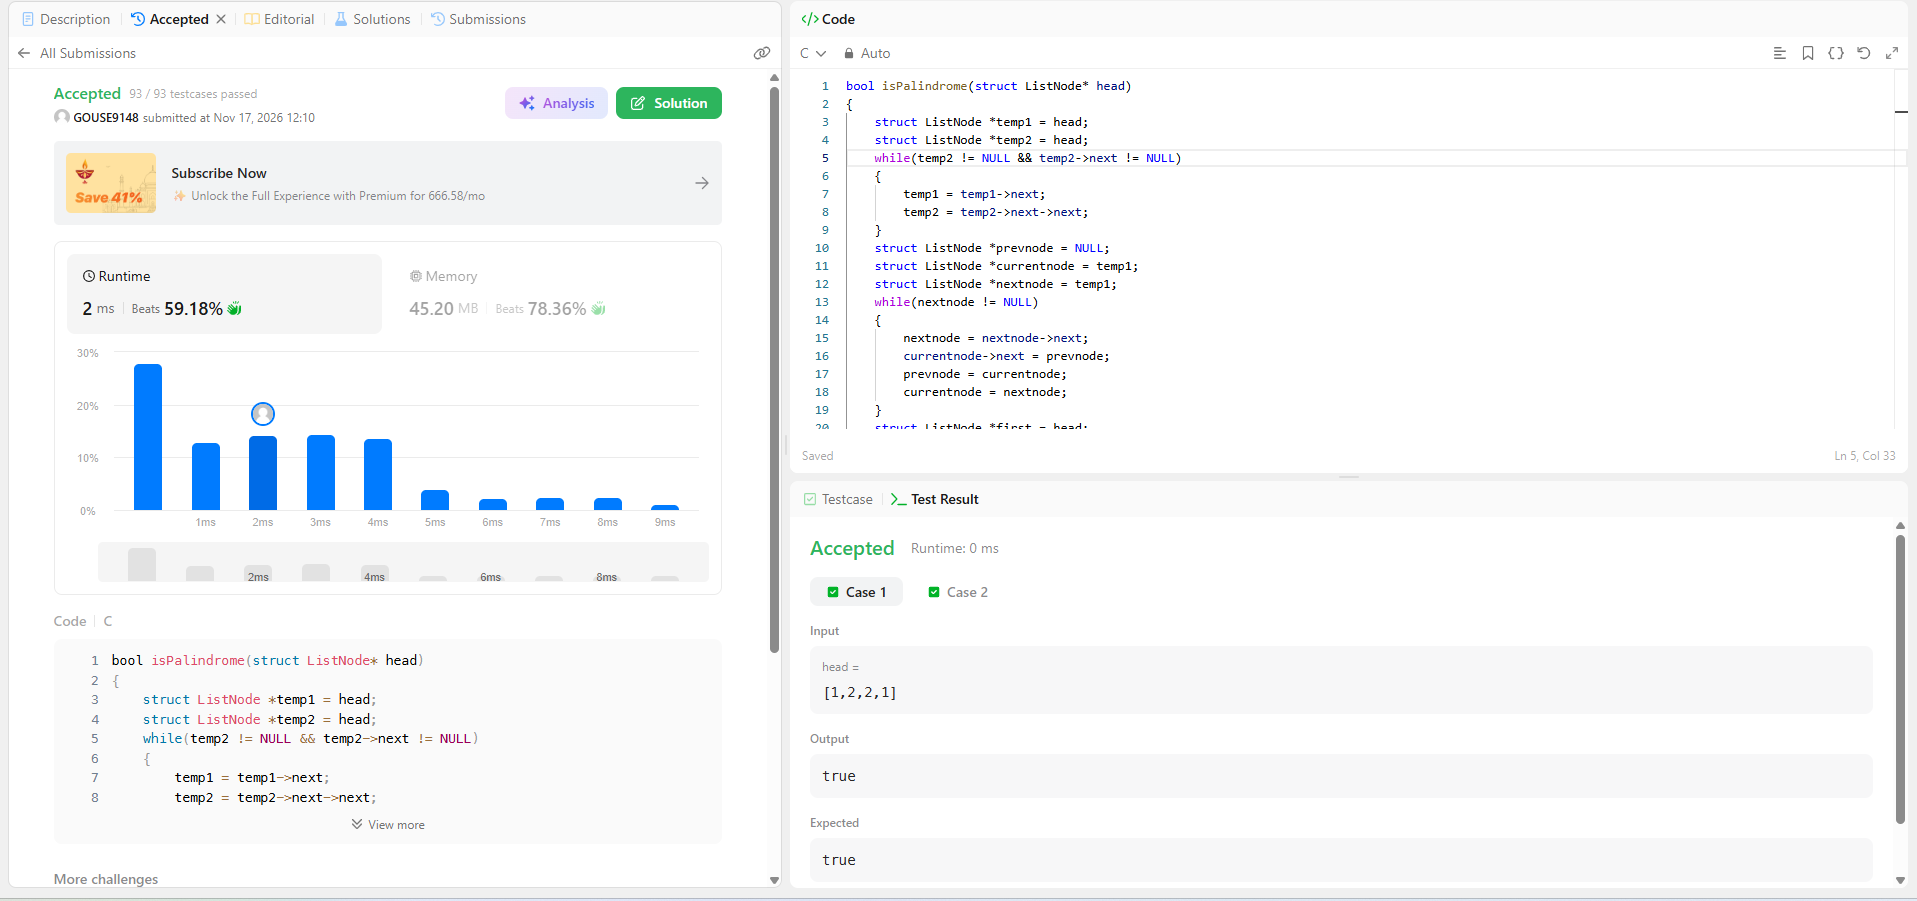 Description
Accepted
Editorial
Solutions
Submissions
All Submissions
Accepted 93 / 93 testcases passed
GOUSE9148 submitted at Nov 17, 2026 12:10
Analysis
Solution
Save 41%
Subscribe Now
Unlock the Full Experience with Premium for 666.58/mo
Runtime
2 ms Beats 59.18%
Memory
45.20 MB Beats 78.36%
30%
20%
10%
0%
1ms 2ms 3ms 4ms 5ms 6ms 7ms 8ms 9ms
2ms 4ms 6ms 8ms
Code C
1 bool isPalindrome(struct ListNode* head)
2 {
3 struct ListNode *temp1 = head;
4 struct ListNode *temp2 = head;
5 while(temp2 != NULL && temp2->next != NULL)
6 {
7 temp1 = temp1->next;
8 temp2 = temp2->next->next;
View more
More challenges
</> Code
C
Auto
1 bool isPalindrome(struct ListNode* head)
2 {
3 struct ListNode *temp1 = head;
4 struct ListNode *temp2 = head;
5 while(temp2 != NULL && temp2->next != NULL)
6 {
7 temp1 = temp1->next;
8 temp2 = temp2->next->next;
9 }
10 struct ListNode *prevnode = NULL;
11 struct ListNode *currentnode = temp1;
12 struct ListNode *nextnode = temp1;
13 while(nextnode != NULL)
14 {
15 nextnode = nextnode->next;
16 currentnode->next = prevnode;
17 prevnode = currentnode;
18 currentnode = nextnode;
19 }
20 struct ListNode *first = head;
Saved
Ln 5, Col 33
Testcase
Test Result
Accepted Runtime: 0 ms
Case 1
Case 2
Input
head =
[1,2,2,1]
Output
true
Expected
true